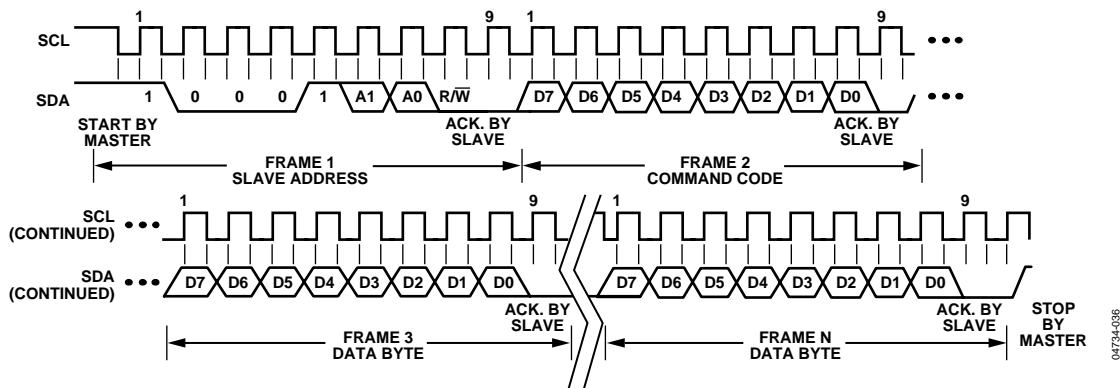 1 9 1 9
SCL
SDA 1 0 0 0 1 A1 A0 R/W̅ D7 D6 D5 D4 D3 D2 D1 D0
START BY
MASTER
ACK. BY
SLAVE
ACK. BY
SLAVE
FRAME 1
SLAVE ADDRESS
FRAME 2
COMMAND CODE
1 9 1 9
SCL
(CONTINUED)
SDA
(CONTINUED)
D7 D6 D5 D4 D3 D2 D1 D0 D7 D6 D5 D4 D3 D2 D1 D0
ACK. BY
SLAVE
ACK. BY
SLAVE
STOP
BY
MASTER
FRAME 3
DATA BYTE
FRAME N
DATA BYTE
04734-036